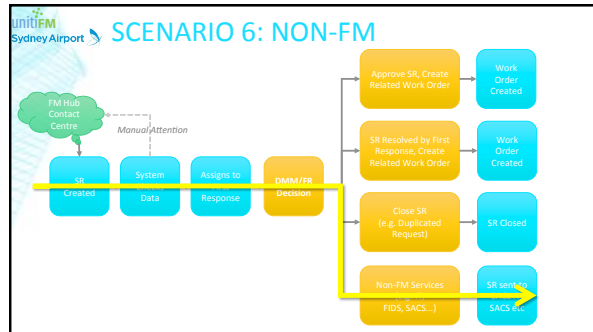 unitiFM
Sydney Airport
SCENARIO 6: NON-FM
FM Hub
Contact
Centre
Manual Attention
SR
Created
System
Data
Assigns to
Response
DMM/FR
Decision
Approve SR, Create
Related Work Order
Work
Order
Created
SR Resolved by First
Response, Create
Related Work Order
Work
Order
Created
Close SR
(e.g. Duplicated
Request)
SR Closed
Non-FM Services
FIDS, SACS...)
SR sent to
SACS etc